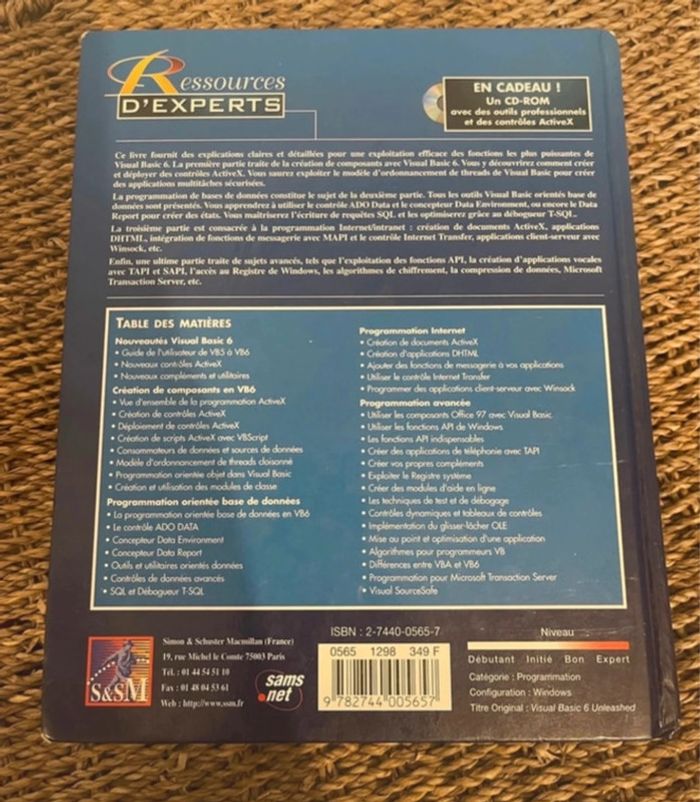 Ressources
D'EXPERTS
EN CADEAU !
Un CD-ROM
avec des outils professionnels
et des contrôles ActiveX
Ce livre fournit des explications claires et détaillées pour une exploitation efficace des fonctions les plus puissantes de
Visual Basic 6. La première partie traite de la création de composants avec Visual Basic 6. Vous y découvrirez comment créer
et déployer des contrôles ActiveX. Vous saurez exploiter le modèle d'ordonnancement de threads de Visual Basic pour créer
des applications multitâches sécurisées.
La programmation de bases de données constitue le sujet de la deuxième partie. Tous les outils Visual Basic orientés base de
données sont présentés. Vous apprendrez à utiliser le contrôle ADO Data et le concepteur Data Environment, ou encore le Data
Report pour créer des états. Vous maîtriserez l'écriture de requêtes SQL et les optimiserez grâce au débogueur T-SQL.
La troisième partie est consacrée à la programmation Internet/intranet : création de documents ActiveX, applications
DHTML, intégration de fonctions de messagerie avec MAPI et le contrôle Internet Transfer, applications client-serveur avec
Winsock, etc.
Enfin, une ultime partie traite de sujets avancés, tels que l'exploitation des fonctions API, la création d'applications vocales
avec TAPI et SAPI, l'accès au Registre de Windows, les algorithmes de chiffrement, la compression de données, Microsoft
Transaction Server, etc.
TABLE DES MATIÈRES
Nouveautés Visual Basic 6
• Guide de l'utilisateur de VB5 à VB6
• Nouveaux contrôles ActiveX
• Nouveaux compléments et utilitaires
Création de composants en VB6
• Vue d'ensemble de la programmation ActiveX
• Création de contrôles ActiveX
• Déploiement de contrôles ActiveX
• Création de scripts ActiveX avec VBScript
• Consommateurs de données et sources de données
• Modèle d'ordonnancement de threads cloisonné
• Programmation orientée objet dans Visual Basic
• Création et utilisation des modules de classe
Programmation orientée base de données
• La programmation orientée base de données en VB6
• Le contrôle ADO DATA
• Concepteur Data Environment
• Concepteur Data Report
• Outils et utilitaires orientés données
• Contrôles de données avancés
• SQL et Débogueur T-SQL
Programmation Internet
• Création de documents ActiveX
• Création d'applications DHTML
• Ajouter des fonctions de messagerie à vos applications
• Utiliser le contrôle Internet Transfer
• Programmer des applications client-serveur avec Winsock
Programmation avancée
• Utiliser les composants Office 97 avec Visual Basic
• Utiliser les fonctions API de Windows
• Les fonctions API indispensables
• Créer des applications de téléphonie avec TAPI
• Créer vos propres compléments
• Exploiter le Registre système
• Créer des modules d'aide en ligne
• Les techniques de test et de débogage
• Contrôles dynamiques et tableaux de contrôles
• Implémentation du glisser-lâcher OLE
• Mise au point et optimisation d'une application
• Algorithmes pour programmeurs VB
• Différences entre VBA et VB6
• Programmation pour Microsoft Transaction Server
• Visual SourceSafe
S&SM
Simon & Schuster Macmillan (France)
19, rue Michel le Comte 75003 Paris
Tél. : 01 44 54 51 10
Fax : 01 48 04 53 61
Web : http://www.ssm.fr
sams
.net
ISBN : 2-7440-0565-7
0565 1298 349 F
9 782744 005657
Niveau
Débutant Initié Bon Expert
Catégorie : Programmation
Configuration : Windows
Titre Original : Visual Basic 6 Unleashed